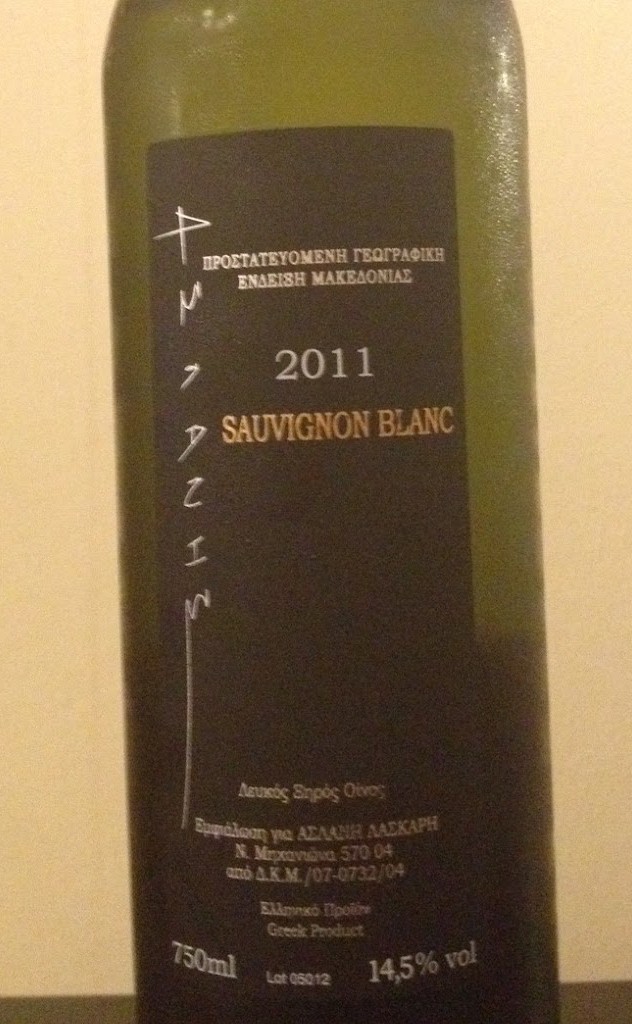 ΠΡΟΣΤΑΤΕΥΟΜΕΝΗ ΓΕΩΓΡΑΦΙΚΗ
ΕΝΔΕΙΞΗ ΜΑΚΕΔΟΝΙΑΣ
2011
SAUVIGNON BLANC
Λευκός Ξηρός Οίνος
Εμφιάλωση για ΑΣΛΑΝΗ ΛΑΣΚΑΡΗ
Ν. Μηχανιώνα 570 04
από Δ.Κ.Μ./07-0732/04
Ελληνικό Προϊόν
Greek Product
750ml
Lot 05012
14,5% vol